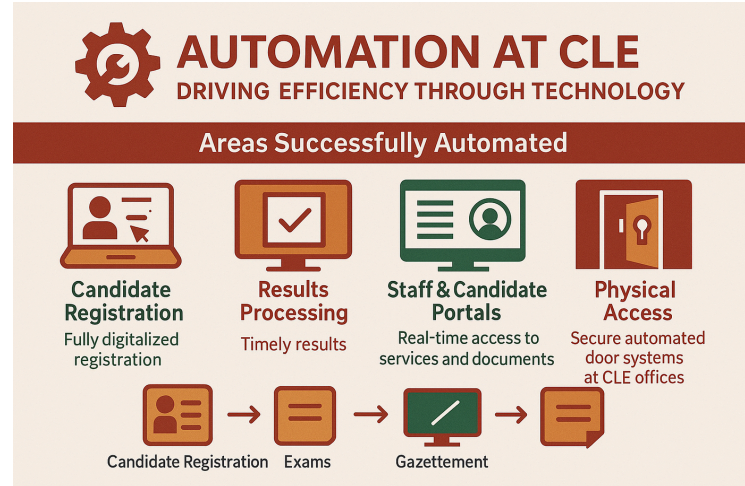 AUTOMATION AT CLE
DRIVING EFFICIENCY THROUGH TECHNOLOGY
Areas Successfully Automated
Candidate
Registration
Fully digitalized
registration
Results
Processing
Timely results
Staff & Candidate
Portals
Real-time access to
services and documents
Physical
Access
Secure automated
door systems
at CLE offices
Candidate Registration
Exams
Gazettement